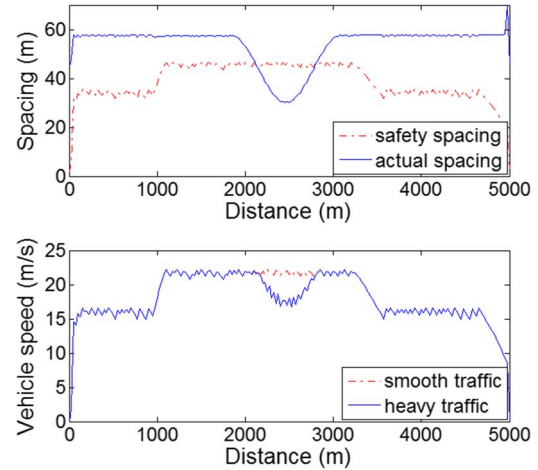 Spacing (m)
60
40
20
0
safety spacing
actual spacing
0 1000 2000 3000 4000 5000
Distance (m)
Vehicle speed (m/s)
25
20
15
10
5
0
smooth traffic
heavy traffic
0 1000 2000 3000 4000 5000
Distance (m)